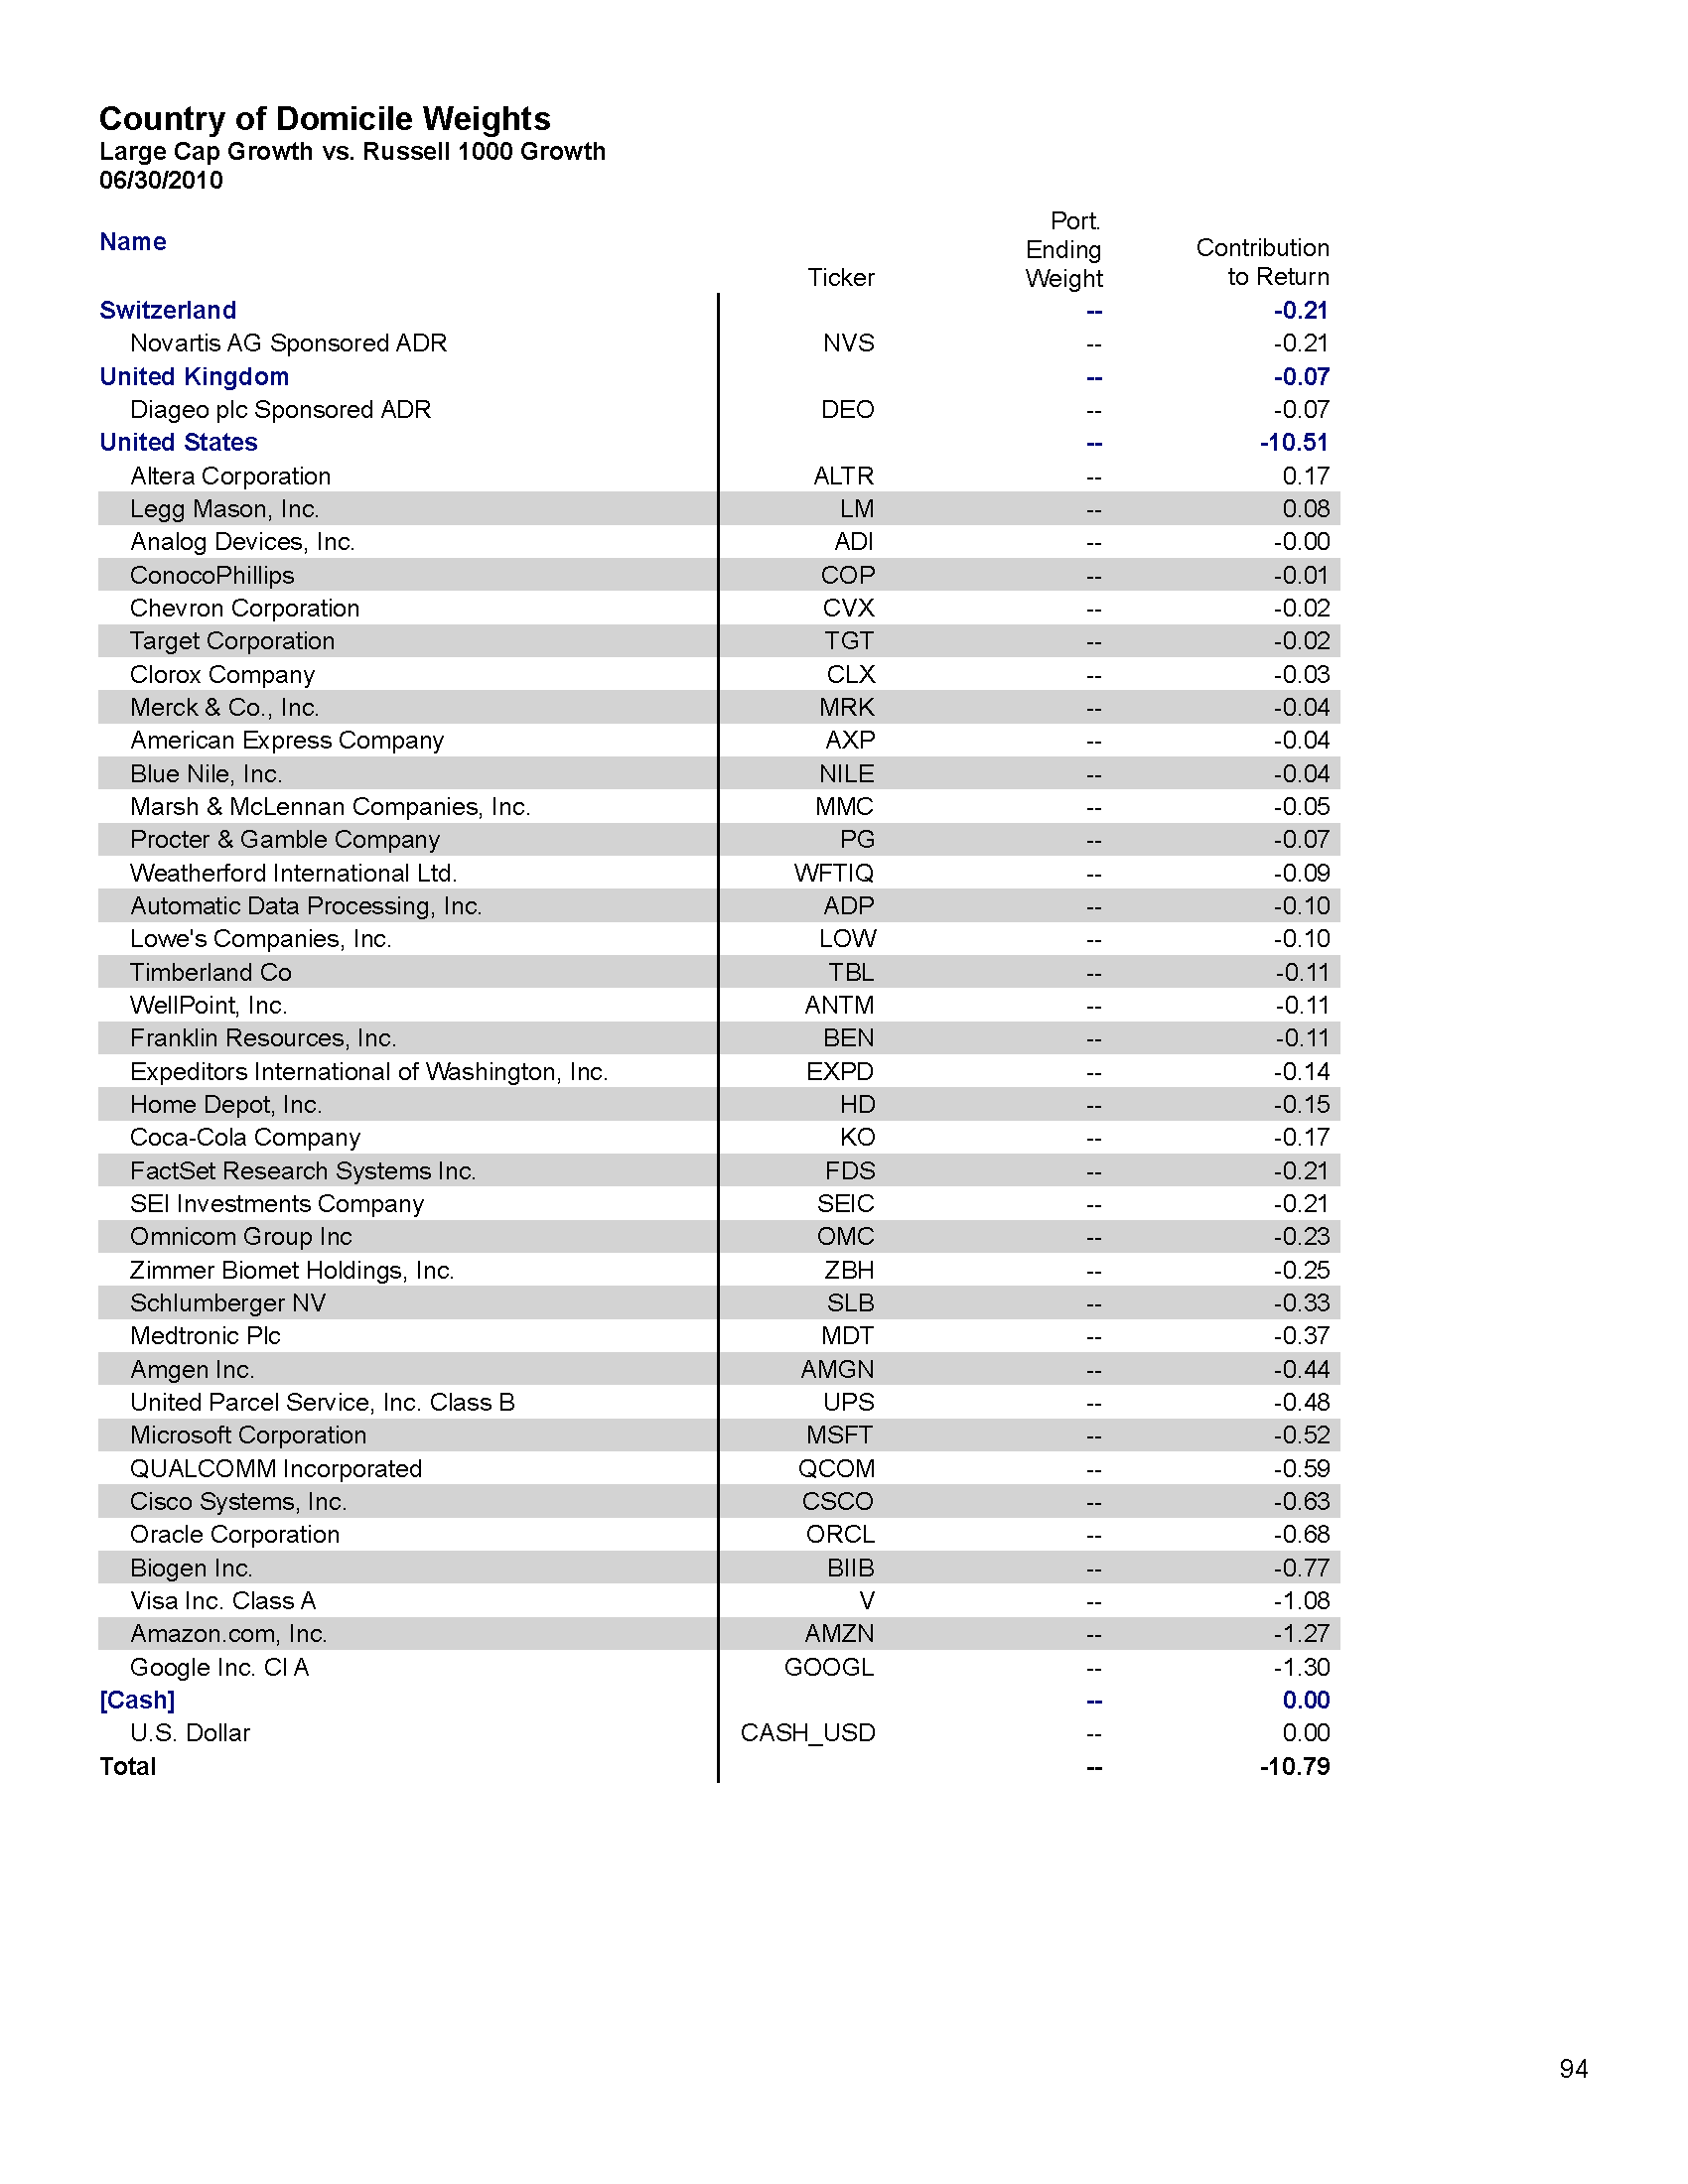 Country of Domicile Weights
Large Cap Growth vs. Russell 1000 Growth
06/30/2010
Name Ticker Port. Ending Weight Contribution to Return
Switzerland -- -0.21
Novartis AG Sponsored ADR NVS -- -0.21
United Kingdom -- -0.07
Diageo plc Sponsored ADR DEO -- -0.07
United States -- -10.51
Altera Corporation ALTR -- 0.17
Legg Mason, Inc. LM -- 0.08
Analog Devices, Inc. ADI -- -0.00
ConocoPhillips COP -- -0.01
Chevron Corporation CVX -- -0.02
Target Corporation TGT -- -0.02
Clorox Company CLX -- -0.03
Merck & Co., Inc. MRK -- -0.04
American Express Company AXP -- -0.04
Blue Nile, Inc. NILE -- -0.04
Marsh & McLennan Companies, Inc. MMC -- -0.05
Procter & Gamble Company PG -- -0.07
Weatherford International Ltd. WFTIQ -- -0.09
Automatic Data Processing, Inc. ADP -- -0.10
Lowe's Companies, Inc. LOW -- -0.10
Timberland Co TBL -- -0.11
WellPoint, Inc. ANTM -- -0.11
Franklin Resources, Inc. BEN -- -0.11
Expeditors International of Washington, Inc. EXPD -- -0.14
Home Depot, Inc. HD -- -0.15
Coca-Cola Company KO -- -0.17
FactSet Research Systems Inc. FDS -- -0.21
SEI Investments Company SEIC -- -0.21
Omnicom Group Inc OMC -- -0.23
Zimmer Biomet Holdings, Inc. ZBH -- -0.25
Schlumberger NV SLB -- -0.33
Medtronic Plc MDT -- -0.37
Amgen Inc. AMGN -- -0.44
United Parcel Service, Inc. Class B UPS -- -0.48
Microsoft Corporation MSFT -- -0.52
QUALCOMM Incorporated QCOM -- -0.59
Cisco Systems, Inc. CSCO -- -0.63
Oracle Corporation ORCL -- -0.68
Biogen Inc. BIIB -- -0.77
Visa Inc. Class A V -- -1.08
Amazon.com, Inc. AMZN -- -1.27
Google Inc. Cl A GOOGL -- -1.30
[Cash] -- 0.00
U.S. Dollar CASH_USD -- 0.00
Total -- -10.79
94